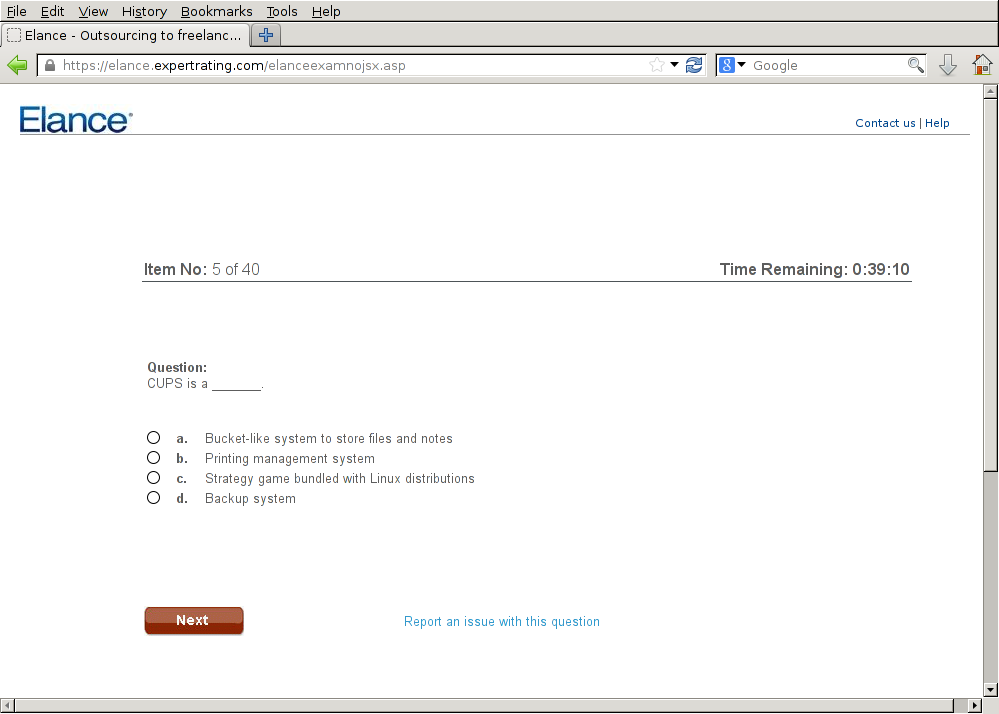 File Edit View History Bookmarks Tools Help
Elance - Outsourcing to freelanc...
https://elance.expertrating.com/elanceexamnojsx.asp
8 Google
Elance®
Contact us | Help
Item No: 5 of 40
Time Remaining: 0:39:10
Question:
CUPS is a _______.
a. Bucket-like system to store files and notes
b. Printing management system
c. Strategy game bundled with Linux distributions
d. Backup system
Next
Report an issue with this question